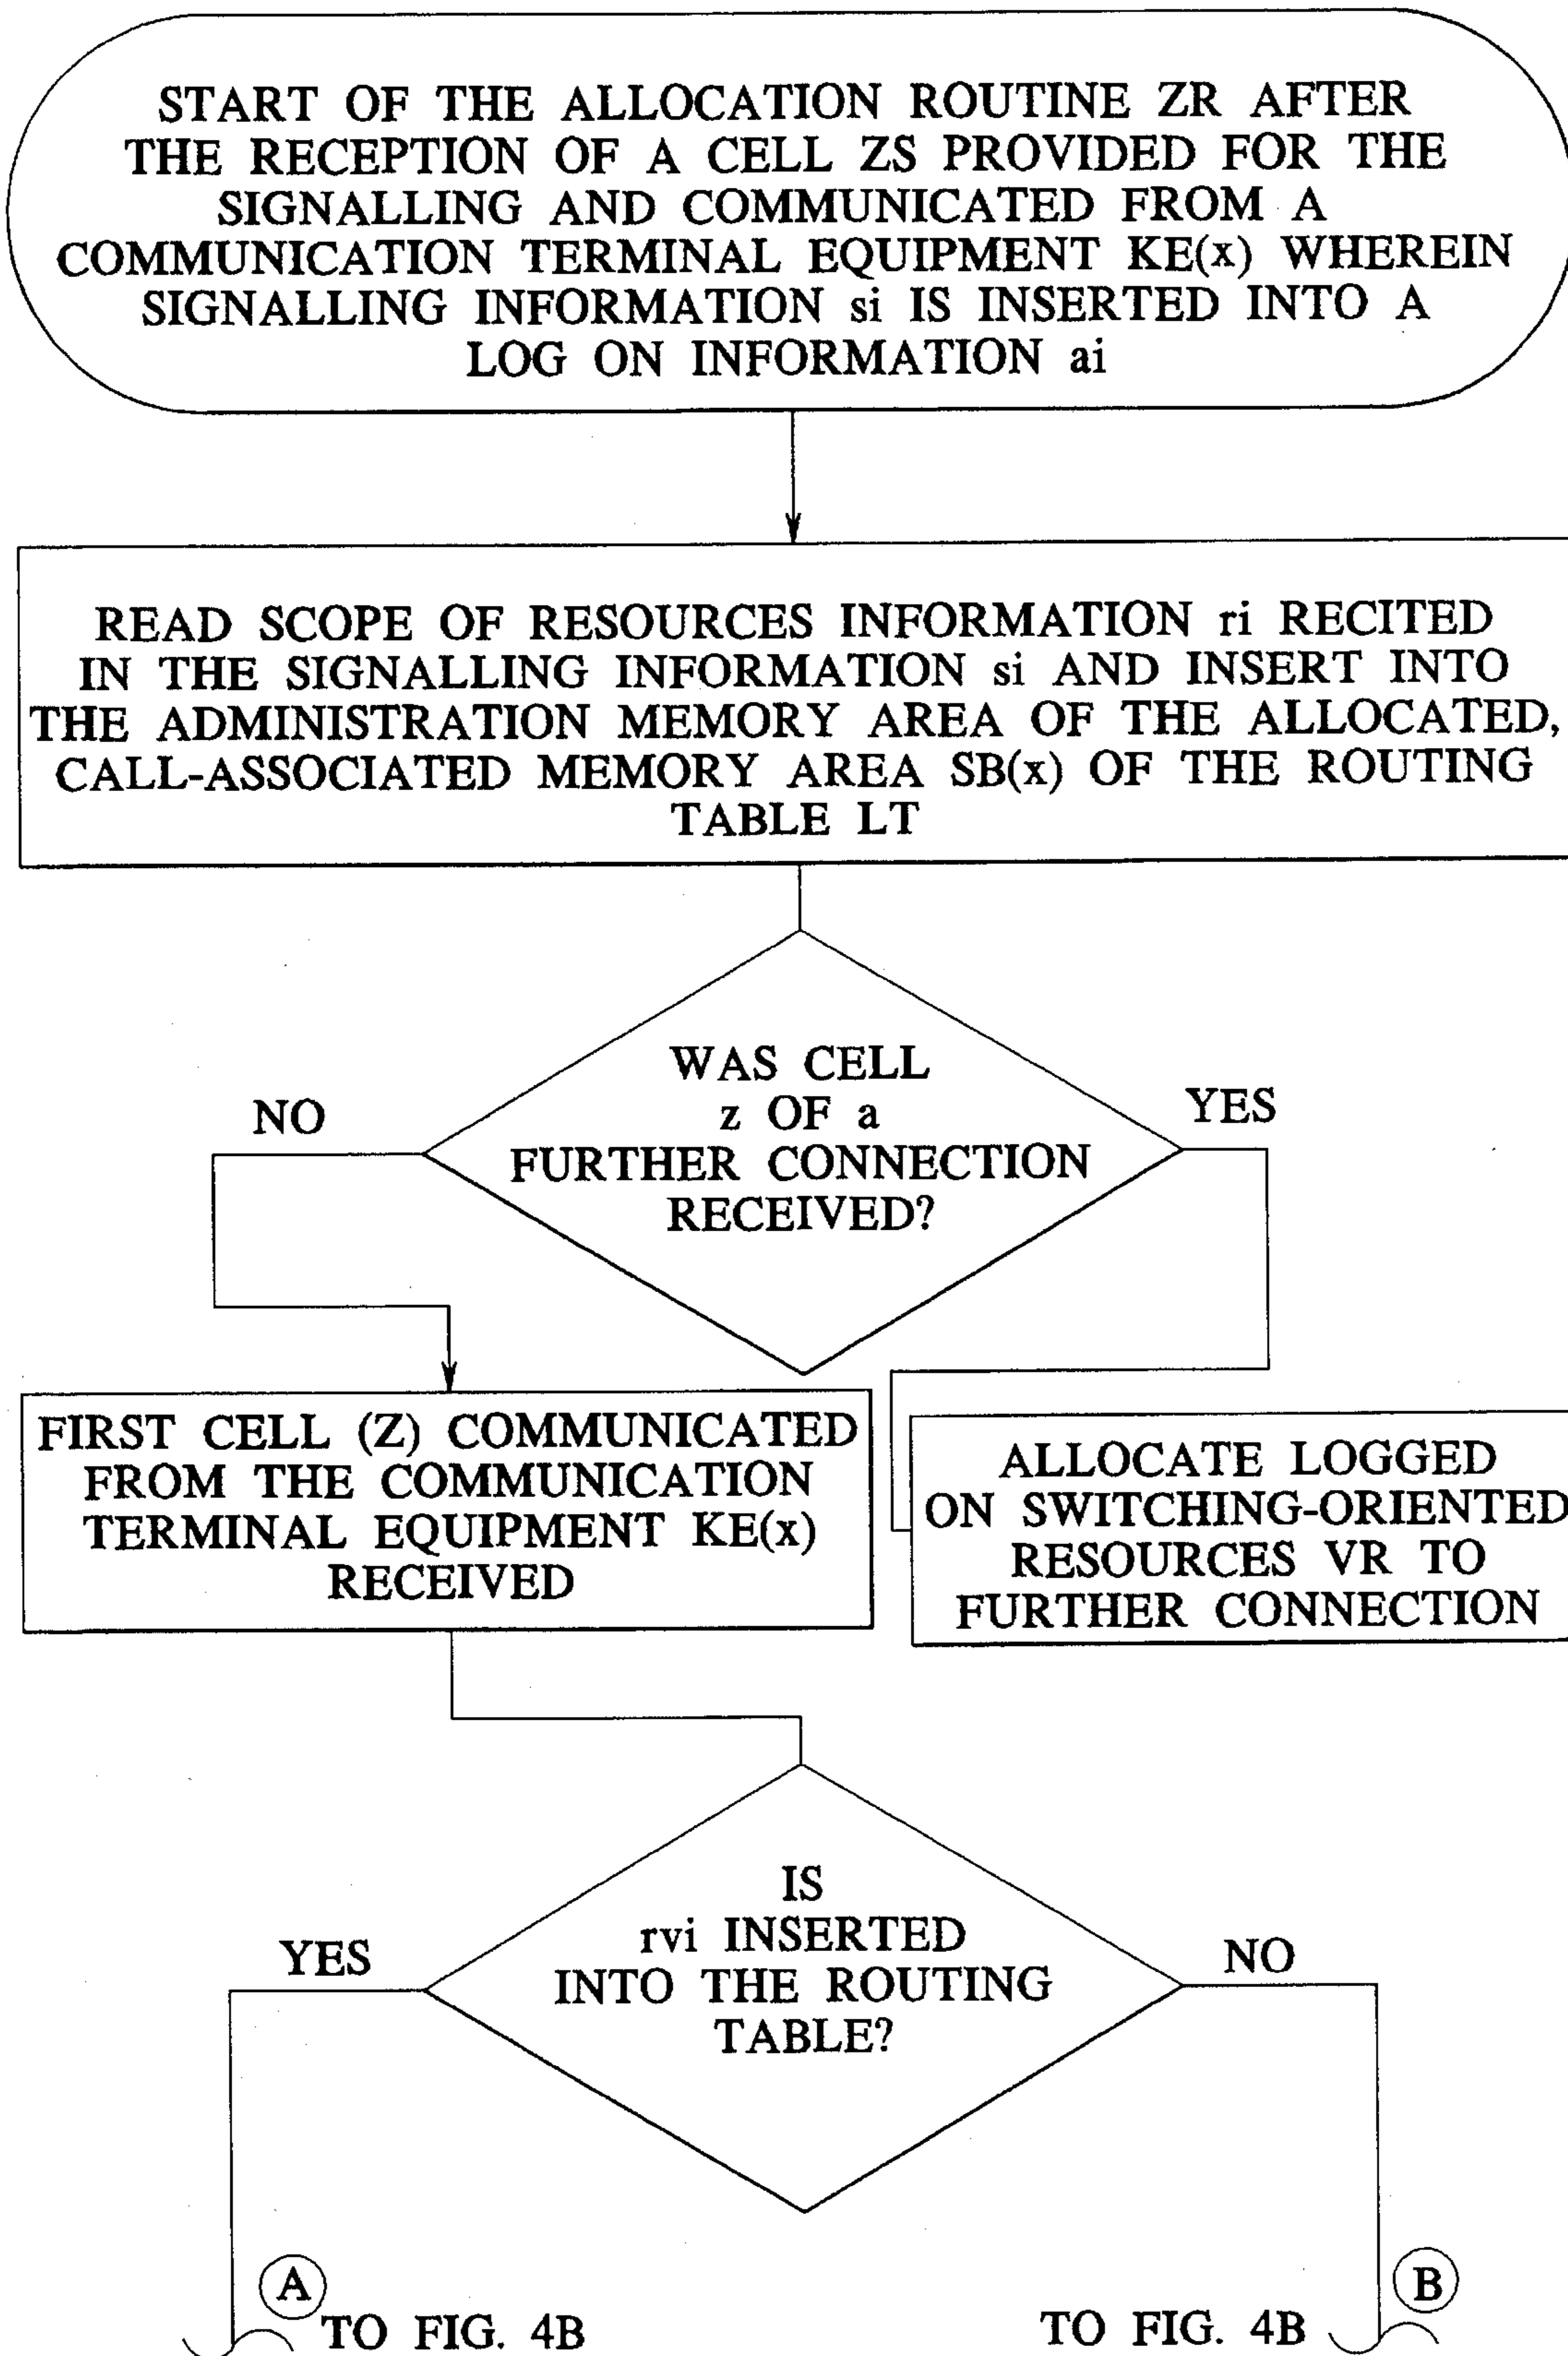 START OF THE ALLOCATION ROUTINE ZR AFTER
THE RECEPTION OF A CELL ZS PROVIDED FOR THE
SIGNALLING AND COMMUNICATED FROM A
COMMUNICATION TERMINAL EQUIPMENT KE(x) WHEREIN
SIGNALLING INFORMATION si IS INSERTED INTO A
LOG ON INFORMATION ai
READ SCOPE OF RESOURCES INFORMATION ri RECITED
IN THE SIGNALLING INFORMATION si AND INSERT INTO
THE ADMINISTRATION MEMORY AREA OF THE ALLOCATED,
CALL-ASSOCIATED MEMORY AREA SB(x) OF THE ROUTING
TABLE LT
WAS CELL
z OF a
FURTHER CONNECTION
RECEIVED?
NO
YES
FIRST CELL (Z) COMMUNICATED
FROM THE COMMUNICATION
TERMINAL EQUIPMENT KE(x)
RECEIVED
ALLOCATE LOGGED
ON SWITCHING-ORIENTED
RESOURCES VR TO
FURTHER CONNECTION
IS
rvi INSERTED
INTO THE ROUTING
TABLE?
YES
NO
A
TO FIG. 4B
B
TO FIG. 4B